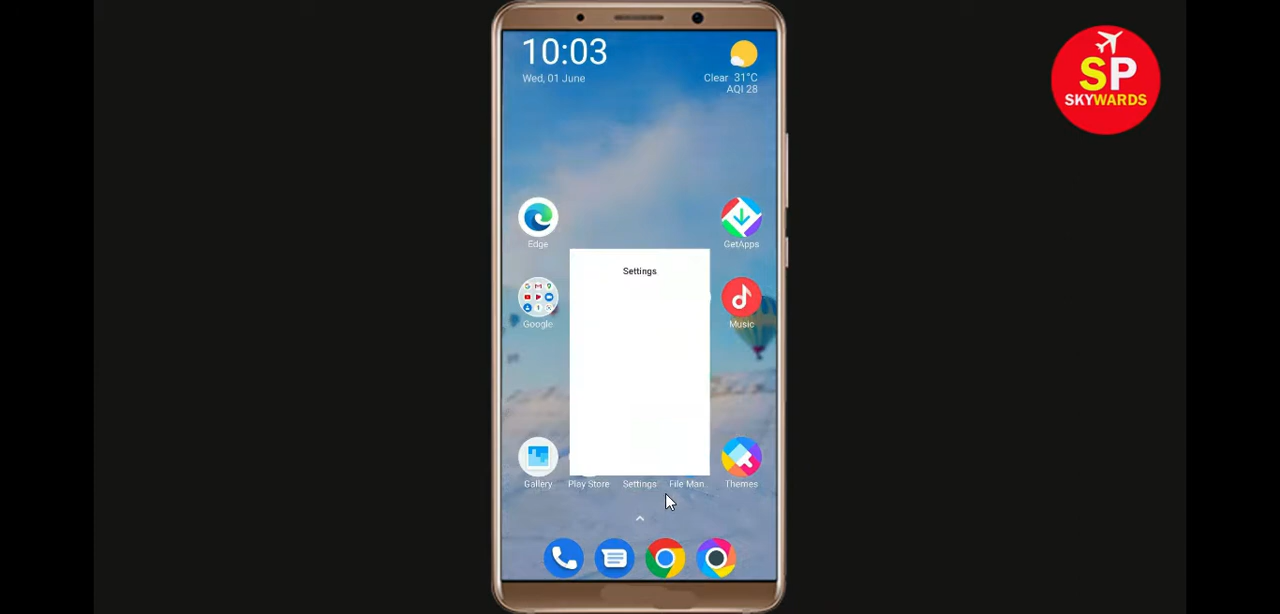 10:03
Wed, 01 June
Clear 31°C
AQI 28
SP
SKYWARDS
Edge
GetApps
Settings
Google
Music
Gallery
Play Store
Settings
File Man..
Themes